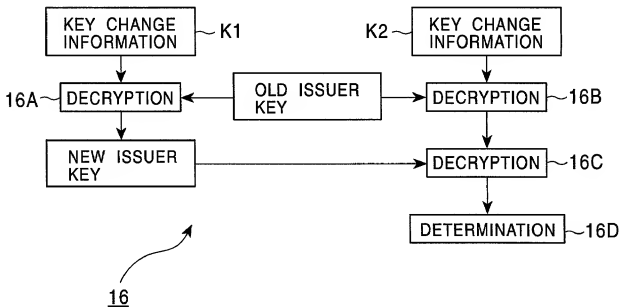 KEY CHANGE
INFORMATION
K1
K2
KEY CHANGE
INFORMATION
16A
DECRYPTION
OLD ISSUER
KEY
DECRYPTION
16B
NEW ISSUER
KEY
DECRYPTION
16C
DETERMINATION
16D
16